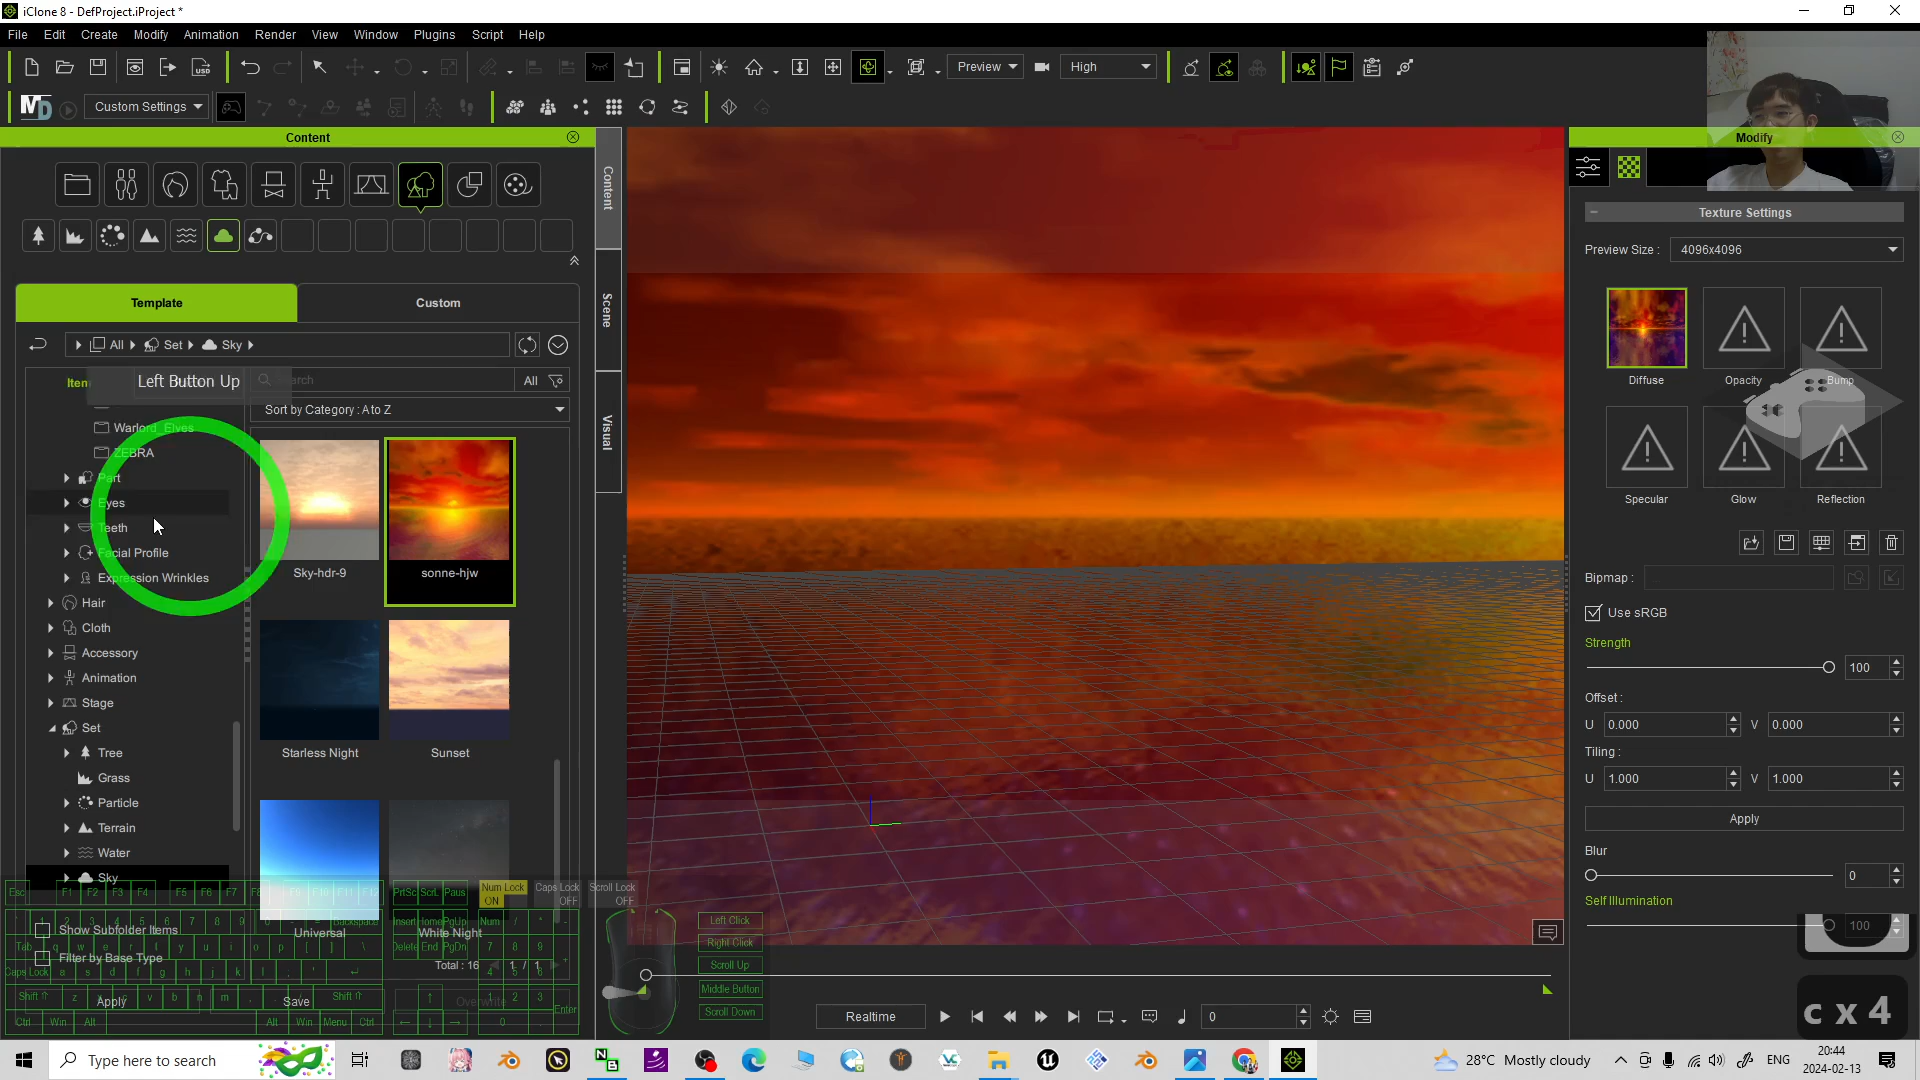 iClone 8 - DefProject.iProject *
File Edit Create Modify Animation Render View Window Plugins Script Help
Preview High
Custom Settings
Content
Modify
Content
Scene
Visual
Template Custom
All Set Sky
Left Button Up
All
Sort by Category : A to Z
Warlord_Elves
ZEBRA
Part
Eyes
Teeth
Facial Profile
Expression Wrinkles
Hair
Cloth
Accessory
Animation
Stage
Set
Tree
Grass
Particle
Terrain
Water
Sky
Sky-hdr-9
sonne-hjw
Starless Night
Sunset
Universal
White Night
Show Subfolder Items
Filter by Base Type
Total : 16 1 / 1
Apply Save Overwrite
Num Lock ON
Caps Lock OFF
Scroll Lock OFF
Left Click
Right Click
Scroll Up
Middle Button
Scroll Down
Texture Settings
Preview Size : 4096x4096
Diffuse Opacity Bump
Specular Glow Reflection
Bipmap :
Use sRGB
Strength
100
Offset :
U 0.000 V 0.000
Tiling :
U 1.000 V 1.000
Apply
Blur
0
Self Illumination
100
c x 4
Realtime 0
Type here to search
28°C Mostly cloudy
ENG
20:44
2024-02-13